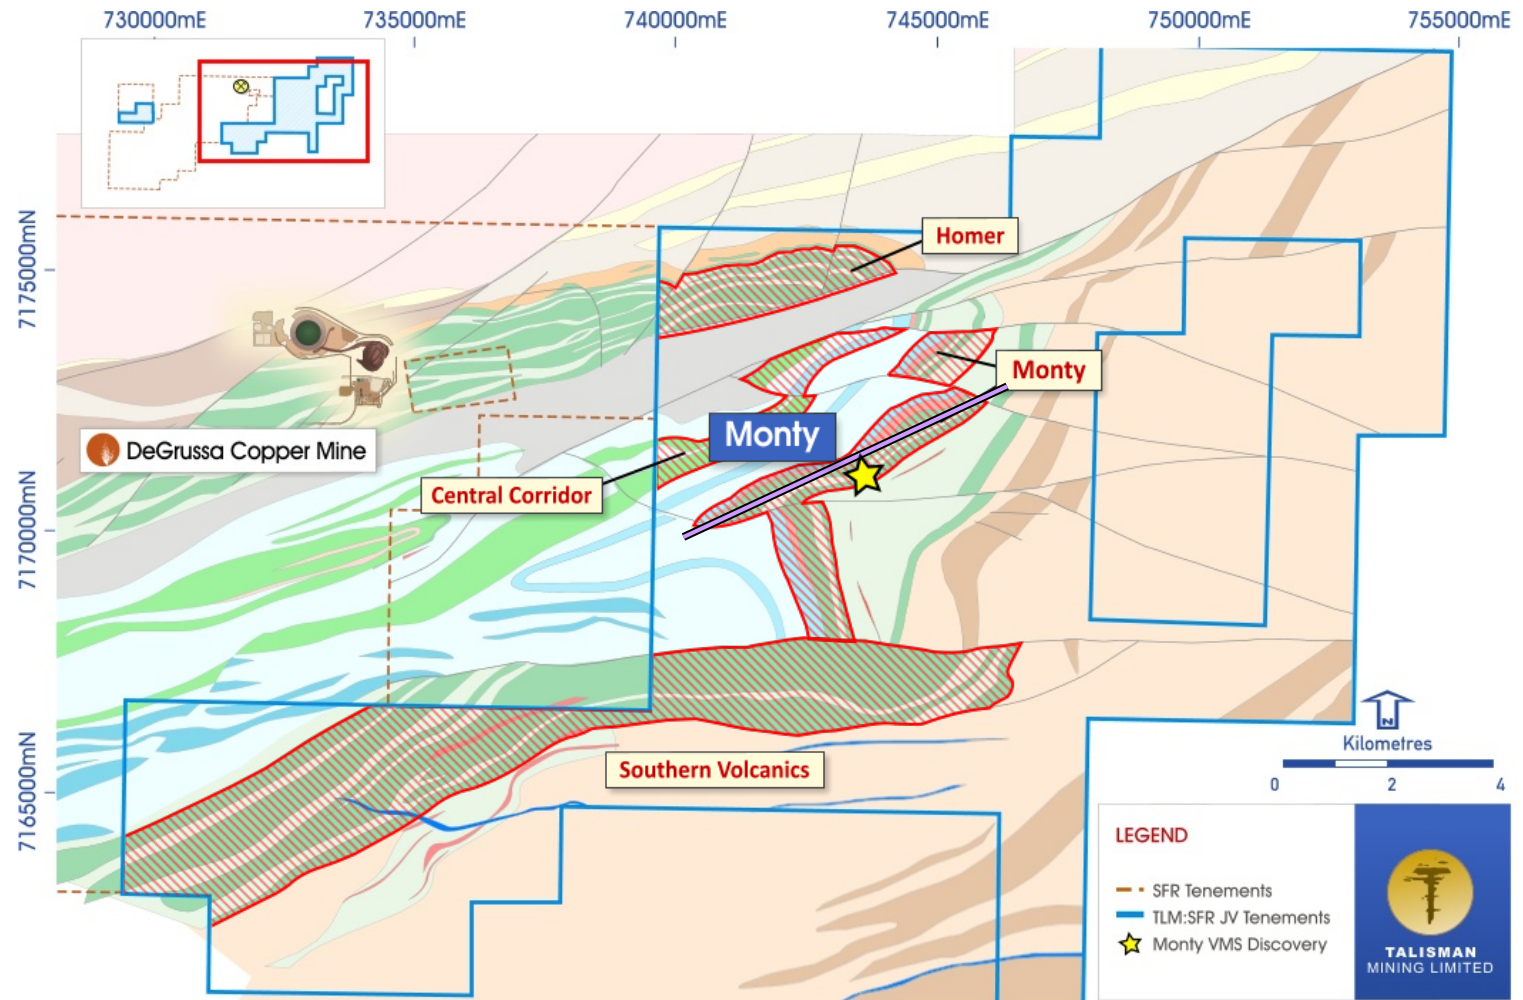 730000mE
735000mE
740000mE
745000mE
750000mE
755000mE
7175000mN
7170000mN
7165000mN
Homer
Monty
Monty
DeGrussa Copper Mine
Central Corridor
Southern Volcanics
N
Kilometres
0 2 4
LEGEND
SFR Tenements
TLM:SFR JV Tenements
Monty VMS Discovery
TALISMAN
MINING LIMITED